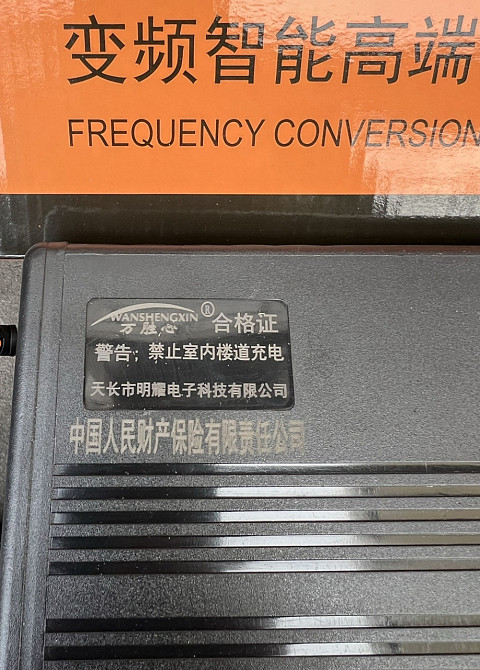 变频智能高端
FREQUENCY CONVERSION
WANSHENGXIN®
万胜芯 合格证
警告：禁止室内楼道充电
天长市明耀电子科技有限公司
中国人民财产保险有限责任公司